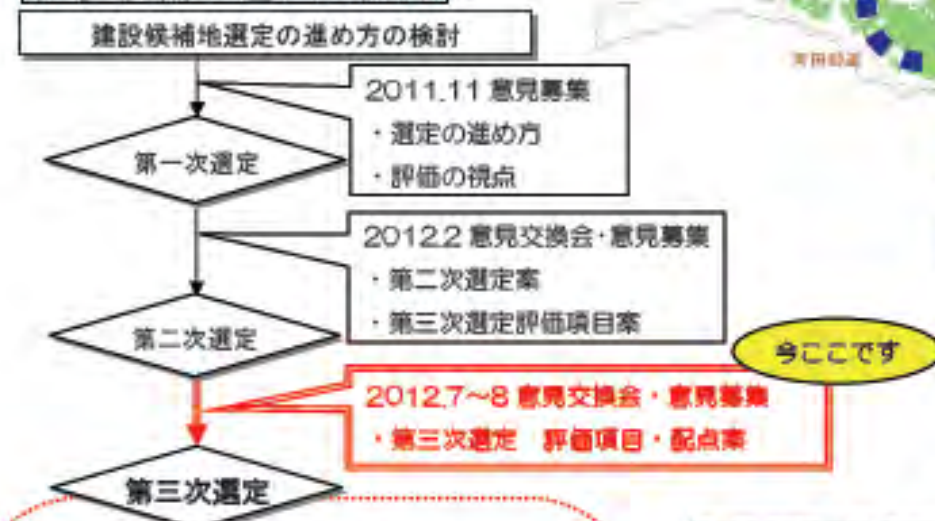 建設候補地選定の進め方の検討
2011.11 意見募集
・選定の進め方
・評価の視点
第一次選定
2012.2 意見交換会・意見募集
・第二次選定案
・第三次選定評価項目案
第二次選定
今ここです
2012.7～8 意見交換会・意見募集
・第三次選定 評価項目・配点案
第三次選定